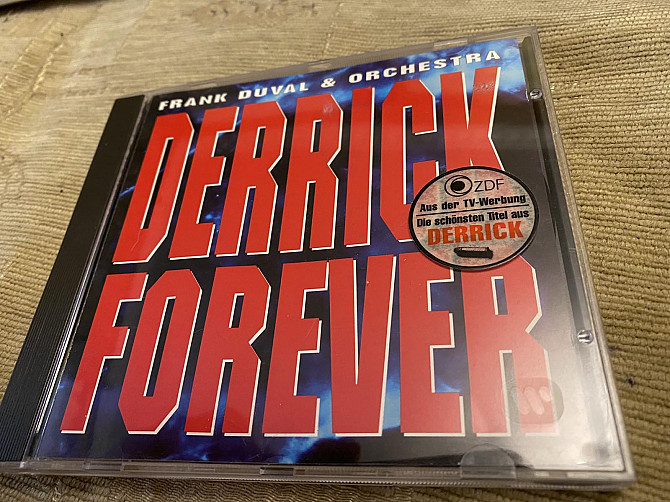 FRANK DUVAL & ORCHESTRA
DERRICK
FOREVER
ZDF
Aus der TV-Werbung
Die schönsten Titel aus
DERRICK